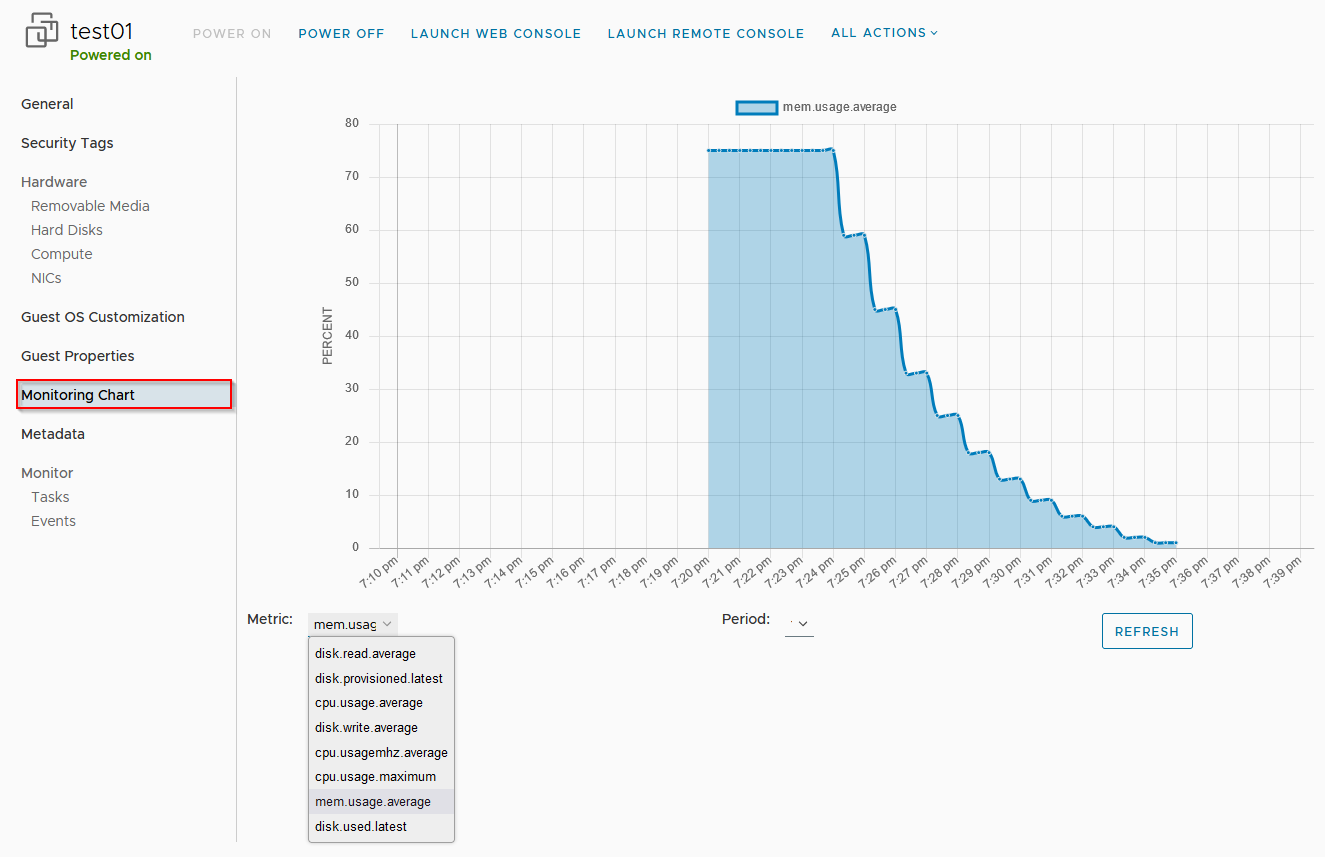 test01
Powered on
POWER ON
POWER OFF
LAUNCH WEB CONSOLE
LAUNCH REMOTE CONSOLE
ALL ACTIONS
General
Security Tags
Hardware
Removable Media
Hard Disks
Compute
NICs
Guest OS Customization
Guest Properties
Monitoring Chart
Metadata
Monitor
Tasks
Events
mem.usage.average
PERCENT
80
70
60
50
40
30
20
10
0
7:10 pm
7:11 pm
7:12 pm
7:13 pm
7:14 pm
7:15 pm
7:16 pm
7:17 pm
7:18 pm
7:19 pm
7:20 pm
7:21 pm
7:22 pm
7:23 pm
7:24 pm
7:25 pm
7:26 pm
7:27 pm
7:28 pm
7:29 pm
7:30 pm
7:31 pm
7:32 pm
7:33 pm
7:34 pm
7:35 pm
7:36 pm
7:37 pm
7:38 pm
7:39 pm
Metric:
mem.usag
Period:
REFRESH
disk.read.average
disk.provisioned.latest
cpu.usage.average
disk.write.average
cpu.usagemhz.average
cpu.usage.maximum
mem.usage.average
disk.used.latest